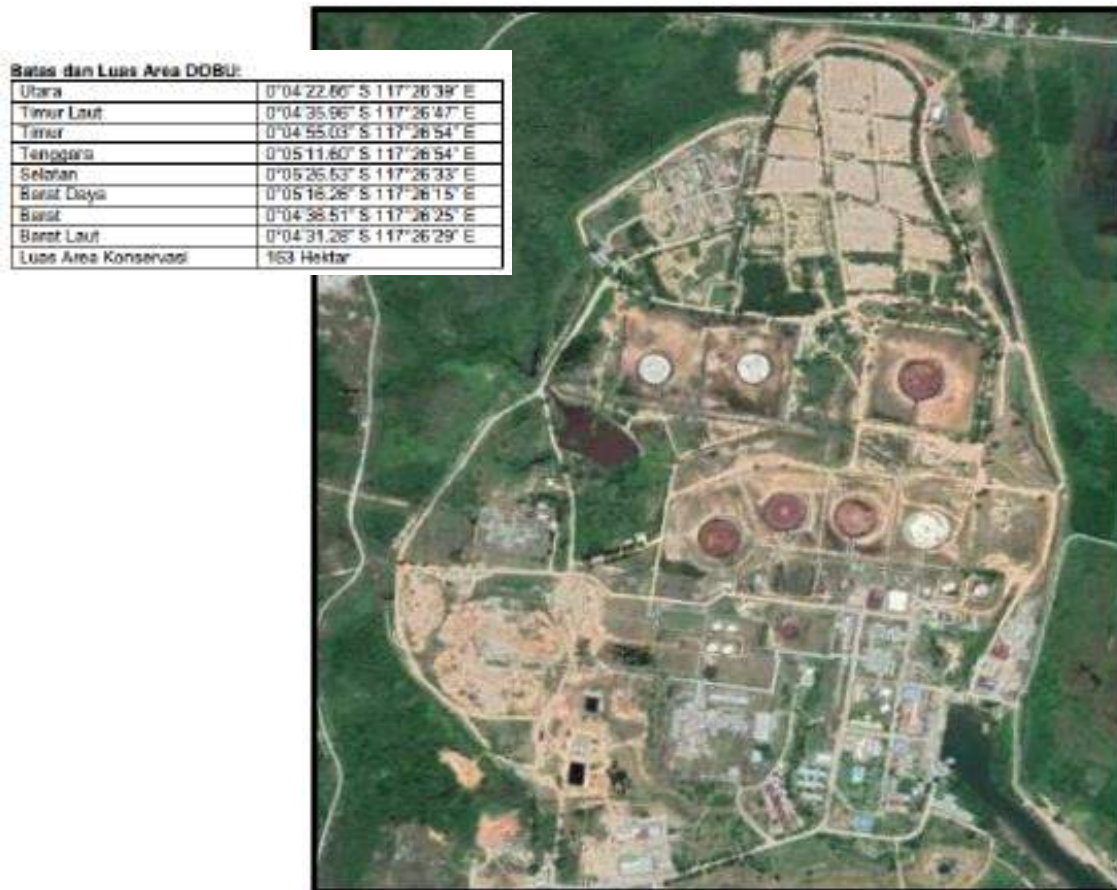 Batas dan Luas Area DOBU:
Utara 0°04'22.86" S 117°26'39" E
Timur Laut 0°04'35.96" S 117°26'47" E
Timur 0°04'55.03" S 117°26'54" E
Tenggara 0°05'11.60" S 117°26'54" E
Selatan 0°05'26.53" S 117°26'33" E
Barat Daya 0°05'16.26" S 117°26'15" E
Barat 0°04'36.51" S 117°26'25" E
Barat Laut 0°04'31.28" S 117°26'29" E
Luas Area Konservasi 163 Hektar